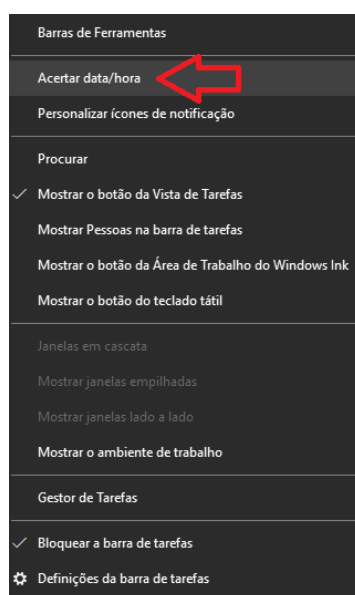 Barras de Ferramentas
Acertar data/hora
Personalizar ícones de notificação
Procurar
Mostrar o botão da Vista de Tarefas
Mostrar Pessoas na barra de tarefas
Mostrar o botão da Área de Trabalho do Windows Ink
Mostrar o botão do teclado tátil
Janelas em cascata
Mostrar janelas empilhadas
Mostrar janelas lado a lado
Mostrar o ambiente de trabalho
Gestor de Tarefas
Bloquear a barra de tarefas
Definições da barra de tarefas